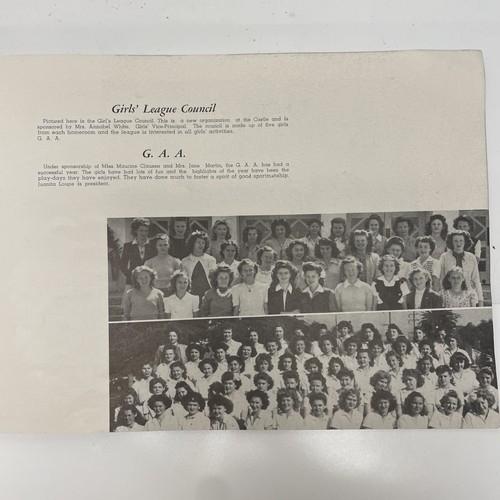 Girls' League Council
Pictured here is the Girl's League Council. This is a new organization at the Castle and is
sponsored by Mrs. Annabel White, Girls' Vice-Principal. The council is made up of five girls
from each homeroom and the league is interested in all girls' activities.
G. A. A.
G. A. A.
Under sponsorship of Miss Maurine Clausen and Mrs. Jane Martin, the G. A. A. has had a
successful year. The girls have had lots of fun and the highlights of the year have been the
play-days they have enjoyed. They have done much to foster a spirit of good sportsmanship.
Juanita Loupe is president.